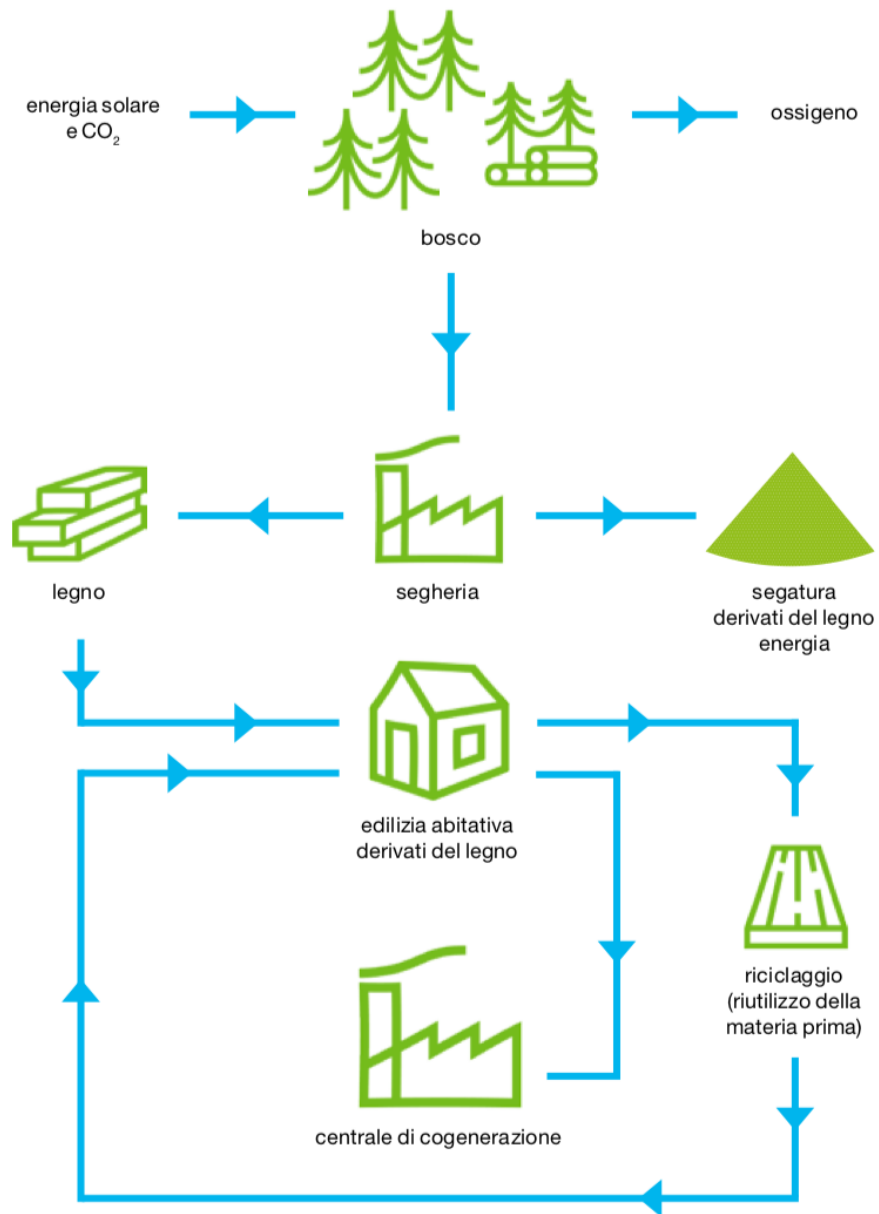 energia solare
e CO₂
ossigeno
bosco
legno
segheria
segatura
derivati del legno
energia
edilizia abitativa
derivati del legno
riciclaggio
(riutilizzo della
materia prima)
centrale di cogenerazione